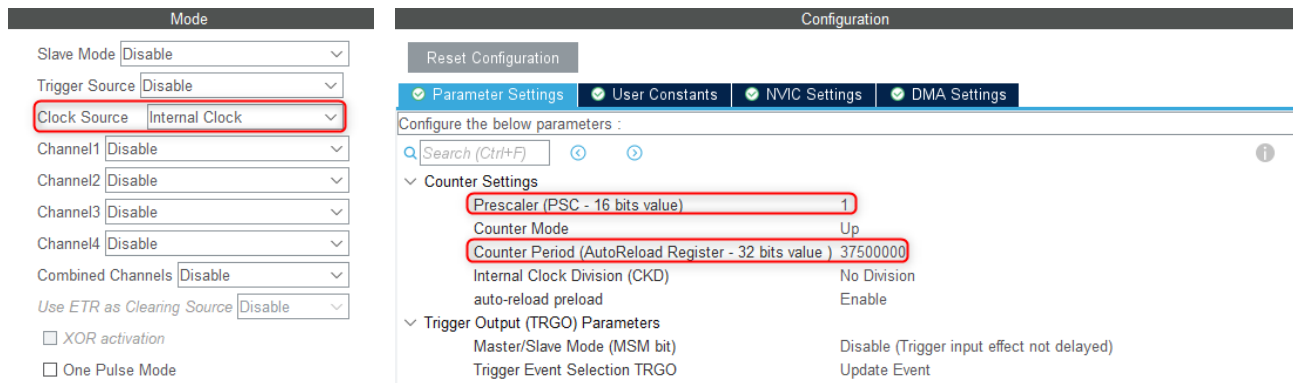 Mode
Slave Mode Disable
Trigger Source Disable
Clock Source Internal Clock
Channel1 Disable
Channel2 Disable
Channel3 Disable
Channel4 Disable
Combined Channels Disable
Use ETR as Clearing Source Disable
XOR activation
One Pulse Mode
Configuration
Reset Configuration
Parameter Settings User Constants NVIC Settings DMA Settings
Configure the below parameters :
Search (Ctrl+F)
Counter Settings
Prescaler (PSC - 16 bits value) 1
Counter Mode Up
Counter Period (AutoReload Register - 32 bits value ) 37500000
Internal Clock Division (CKD) No Division
auto-reload preload Enable
Trigger Output (TRGO) Parameters
Master/Slave Mode (MSM bit) Disable (Trigger input effect not delayed)
Trigger Event Selection TRGO Update Event